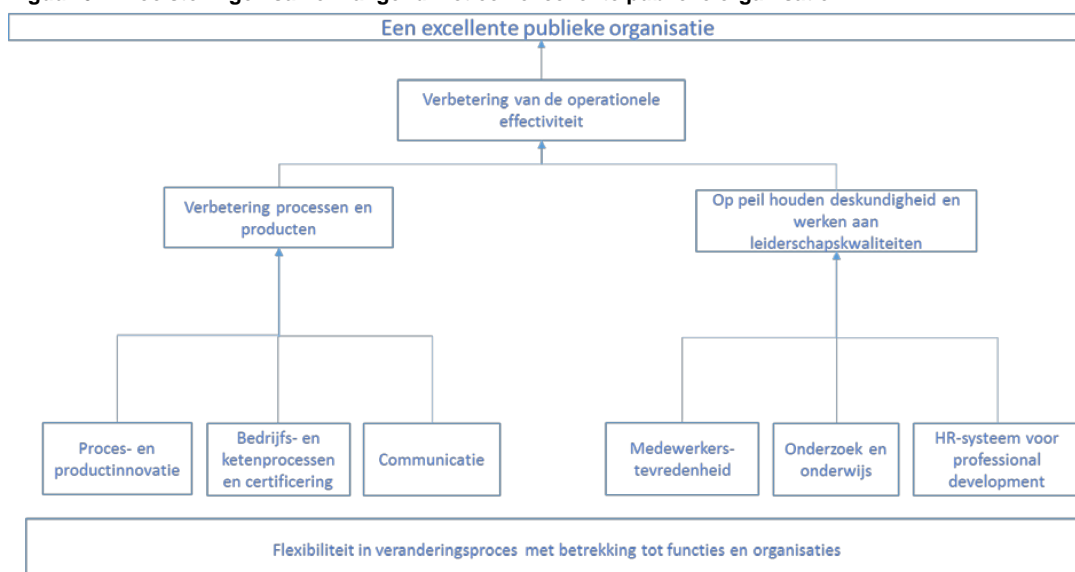 Een excellente publieke organisatie
Verbetering van de operationele
effectiviteit
Verbetering processen en
producten
Op peil houden deskundigheid en
werken aan
leiderschapskwaliteiten
Proces- en
productinnovatie
Bedrijfs- en
ketenprocessen
en certificering
Communicatie
Medewerkers-
tevredenheid
Onderzoek en
onderwijs
HR-systeem voor
professional
development
Flexibiliteit in veranderingsproces met betrekking tot functies en organisaties